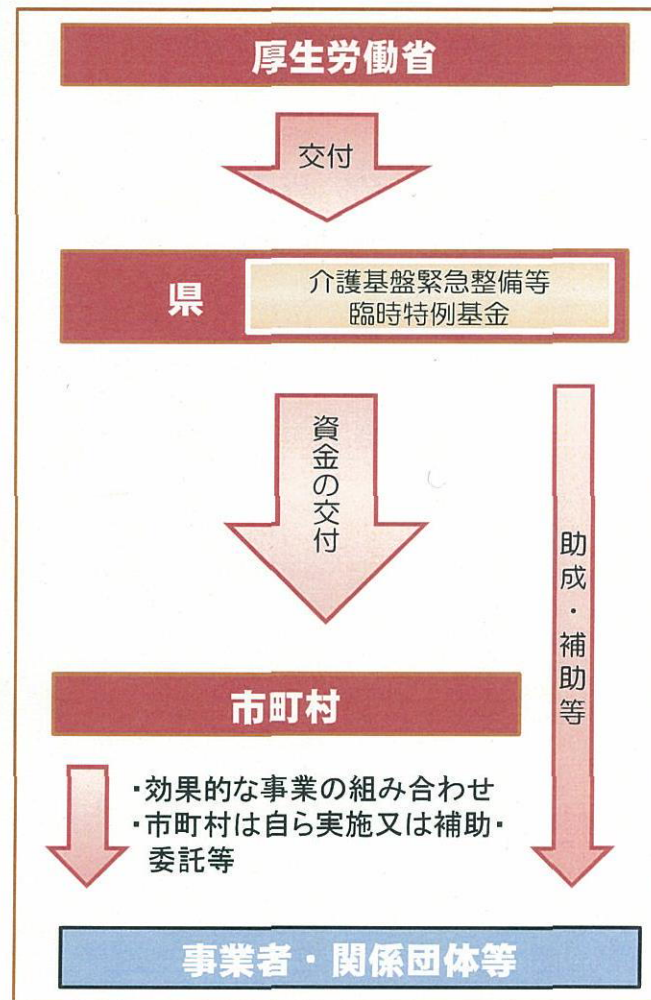 厚生労働省
交付
県
介護基盤緊急整備等
臨時特例基金
資金の交付
助成・補助等
市町村
・効果的な事業の組み合わせ
・市町村は自ら実施又は補助・
委託等
事業者・関係団体等